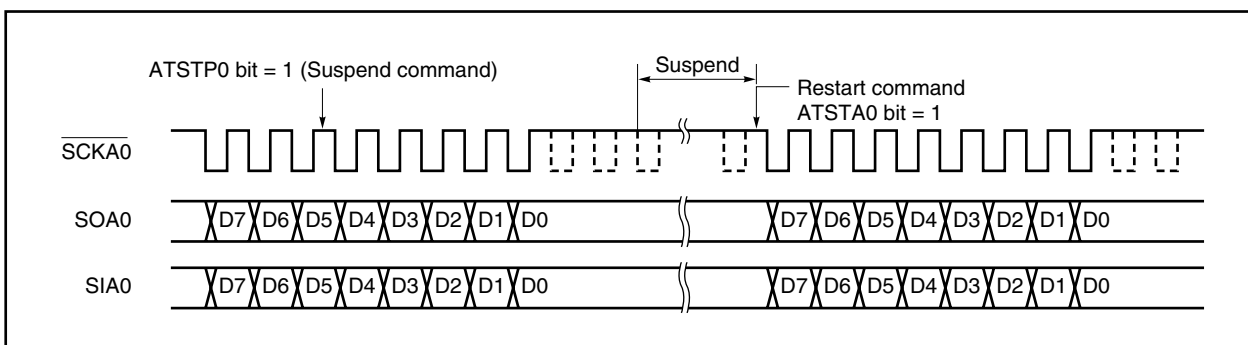 ATSTP0 bit = 1 (Suspend command)
Suspend
Restart command
ATSTA0 bit = 1
SCKA0
SOA0 D7 D6 D5 D4 D3 D2 D1 D0 D7 D6 D5 D4 D3 D2 D1 D0
SIA0 D7 D6 D5 D4 D3 D2 D1 D0 D7 D6 D5 D4 D3 D2 D1 D0